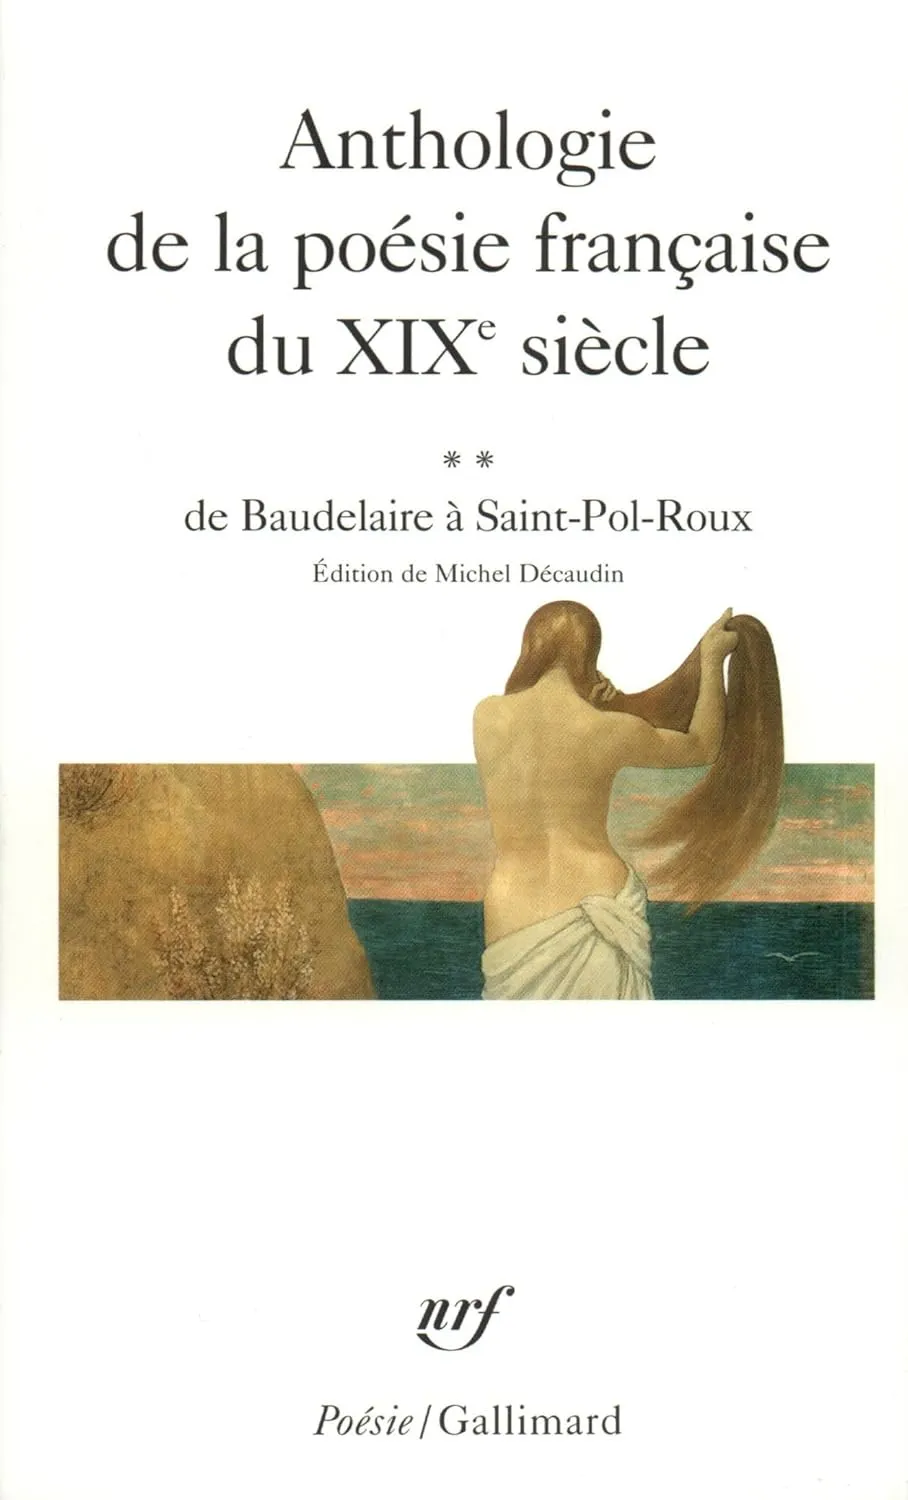 Anthologie
de la poésie française
du XIXe siècle
* *
de Baudelaire à Saint-Pol-Roux
Édition de Michel Décaudin
nrf
Poésie / Gallimard